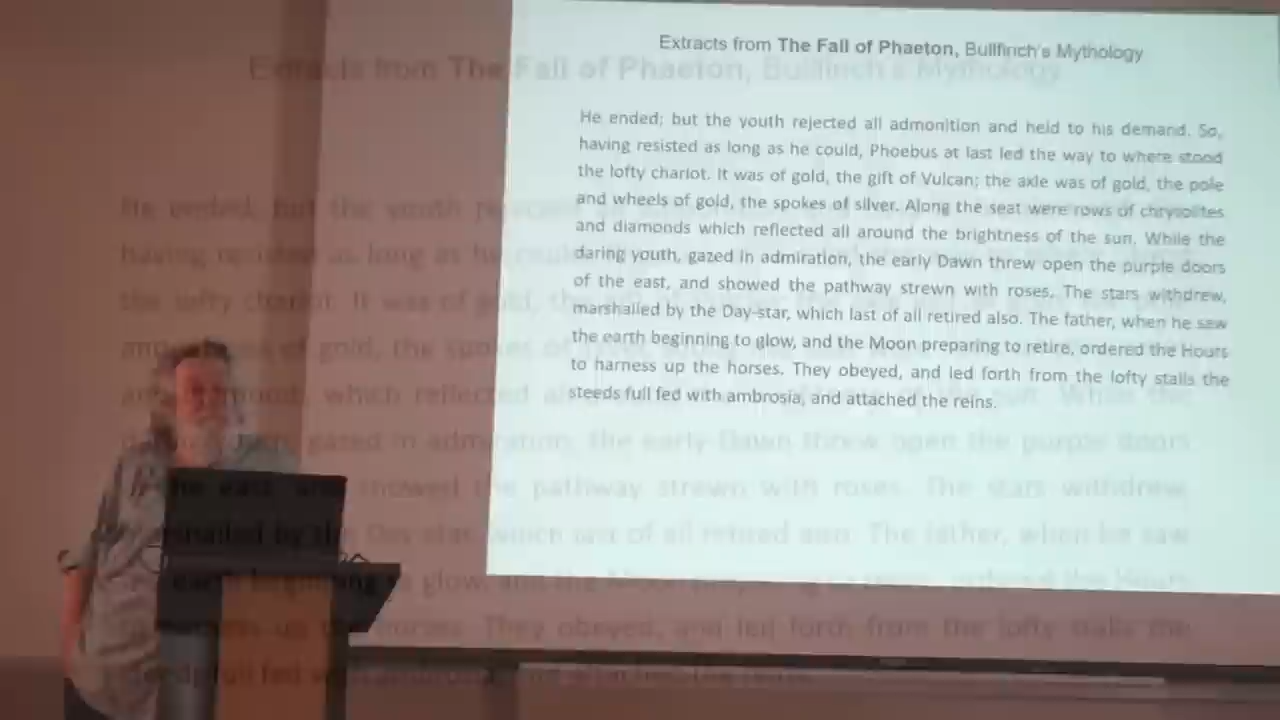 Extracts from The Fall of Phaeton, Bullfinch's Mythology
He ended; but the youth rejected all admonition and held to his demand. So,
having resisted as long as he could, Phoebus at last led the way to where stood
the lofty chariot. It was of gold, the gift of Vulcan; the axle was of gold, the pole
and wheels of gold, the spokes of silver. Along the seat were rows of chrysolites
and diamonds which reflected all around the brightness of the sun. While the
daring youth, gazed in admiration, the early Dawn threw open the purple doors
of the east, and showed the pathway strewn with roses. The stars withdrew,
marshalled by the Day-star, which last of all retired also. The father, when he saw
the earth beginning to glow, and the Moon preparing to retire, ordered the Hours
to harness up the horses. They obeyed, and led forth from the lofty stalls the
steeds full fed with ambrosia, and attached the reins.